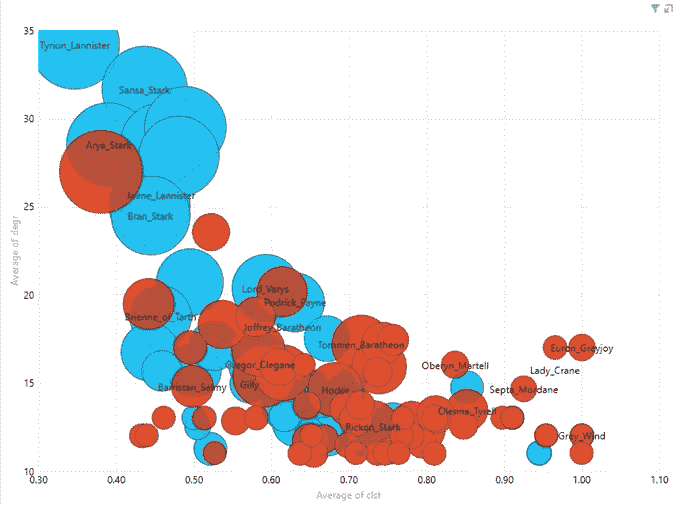 35
Tyrion_Lannister
Sansa_Stark
30
Arya_Stark
Jaime_Lannister
25
Bran_Stark
Average of degr
Lord_Varys
20
Podrick_Payne
Brienne_of_Tarth
Joffrey_Baratheon
Tommen_Baratheon
Euron_Greyjoy
Gregor_Clegane
Oberyn_Martell
Lady_Crane
15
Barristan_Selmy
Gilly
Hodor
Septa_Mordane
Olenna_Tyrell
Rickon_Stark
Grey_Wind
10
0.30 0.40 0.50 0.60 0.70 0.80 0.90 1.00 1.10
Average of clst